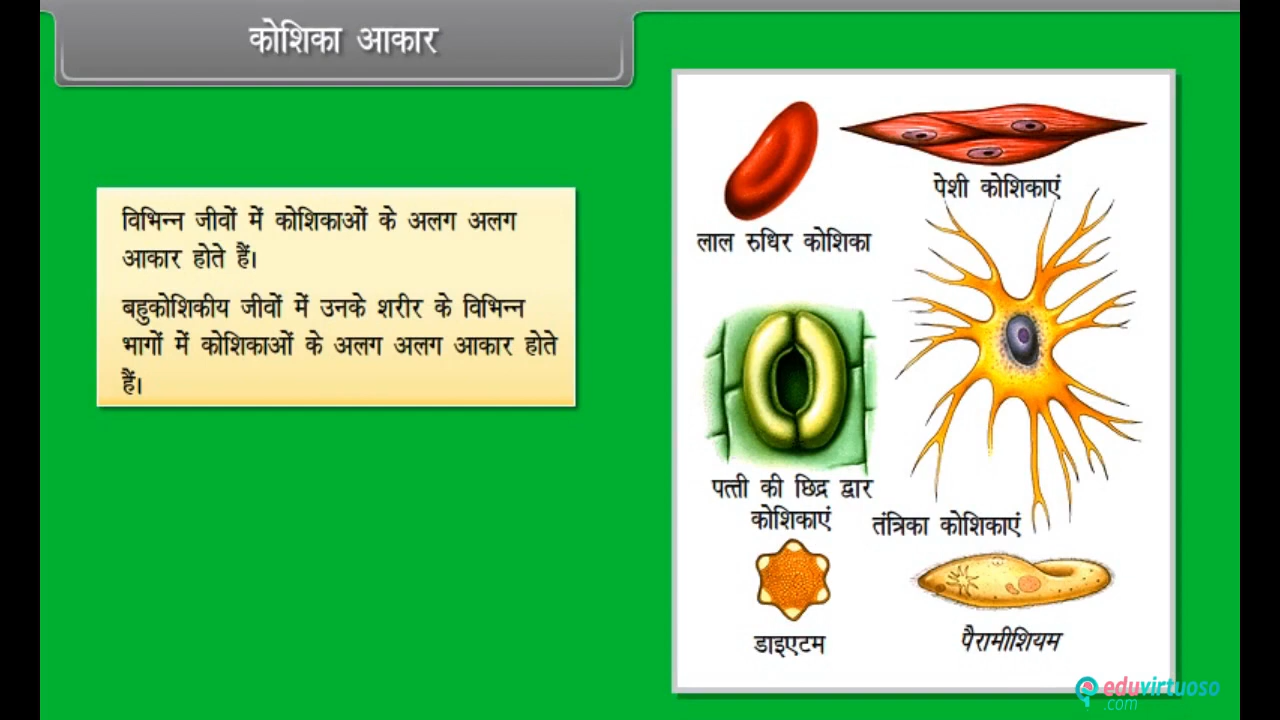 कोशिका आकार
विभिन्न जीवों में कोशिकाओं के अलग अलग
आकार होते हैं।
बहुकोशिकीय जीवों में उनके शरीर के विभिन्न
भागों में कोशिकाओं के अलग अलग आकार होते
हैं।
लाल रुधिर कोशिका
पेशी कोशिकाएं
पत्ती की छिद्र द्वार
कोशिकाएं
तंत्रिका कोशिकाएं
डाइएटम
पैरामीशियम
eduvirtuoso
.com